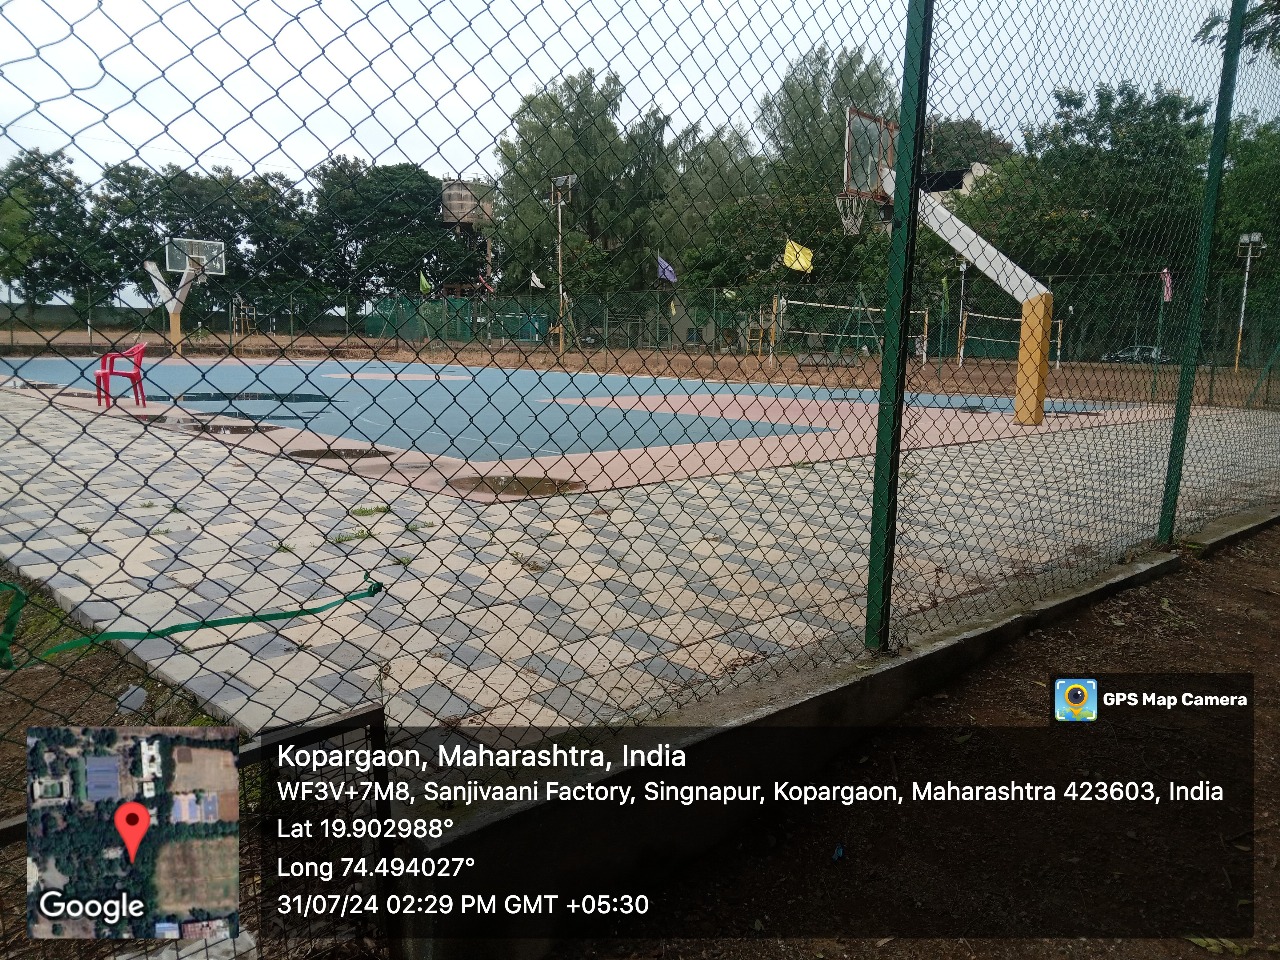 GPS Map Camera
Kopargaon, Maharashtra, India
WF3V+7M8, Sanjivaani Factory, Singnapur, Kopargaon, Maharashtra 423603, India
Lat 19.902988°
Long 74.494027°
31/07/24 02:29 PM GMT +05:30
Google